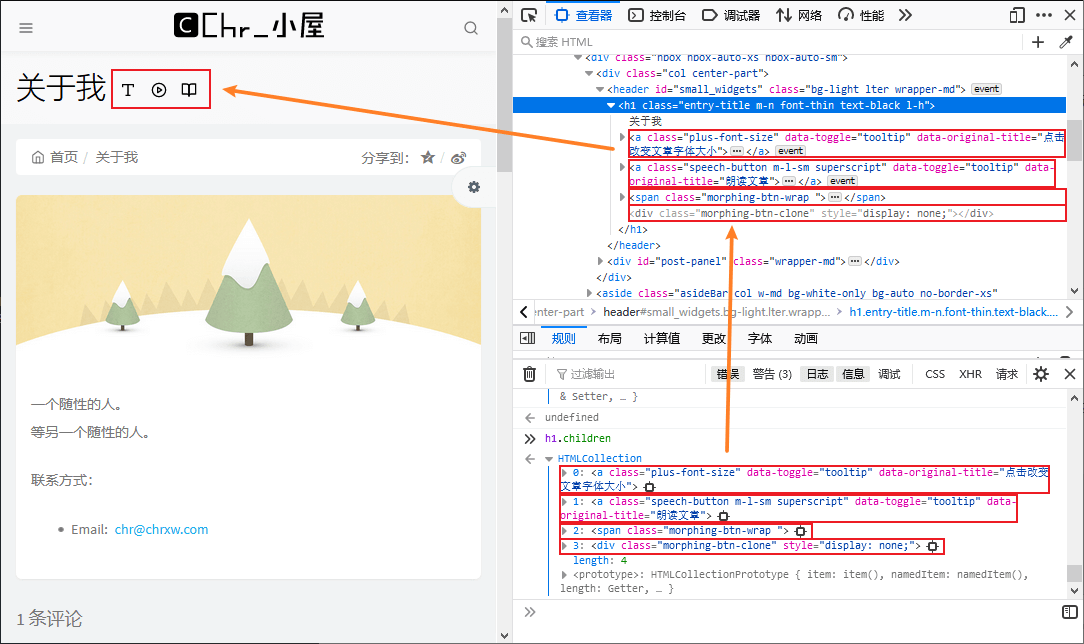 Chr_小屋
关于我
T
首页 / 关于我
分享到： /
一个随性的人。
等另一个随性的人。
联系方式：
Email: chr@chrxw.com
1 条评论
查看器 控制台 调试器 网络 性能
搜索 HTML
<div class="hbox hbox-auto-xs hbox-auto-sm">
<div class="col center-part">
<header id="small_widgets" class="bg-light lter wrapper-md"> event
<h1 class="entry-title m-n font-thin text-black l-h">
关于我
<a class="plus-font-size" data-toggle="tooltip" data-original-title="点击
改变文章字体大小"> ⋯ </a> event
<a class="speech-button m-l-sm superscript" data-toggle="tooltip" data-
original-title="朗读文章"> ⋯ </a> event
<span class="morphing-btn-wrap "> ⋯ </span>
<div class="morphing-btn-clone" style="display: none;"></div>
</h1>
</header>
<div id="post-panel" class="wrapper-md"> ⋯ </div>
</div>
<aside class="asideBar col w-md bg-white-only bg-auto no-border-xs"
enter-part > header#small_widgets.bg-light.lter.wrapp... > h1.entry-title.m-n.font-thin.text-black....
规则 布局 计算值 更改 字体 动画
过滤输出 错误 警告 (3) 日志 信息 调试 CSS XHR 请求
& Setter, … }
undefined
h1.children
HTMLCollection
0: <a class="plus-font-size" data-toggle="tooltip" data-original-title="点击改变
文章字体大小">
1: <a class="speech-button m-l-sm superscript" data-toggle="tooltip" data-
original-title="朗读文章">
2: <span class="morphing-btn-wrap ">
3: <div class="morphing-btn-clone" style="display: none;">
length: 4
<prototype>: HTMLCollectionPrototype { item: item(), namedItem: namedItem(),
length: Getter, … }